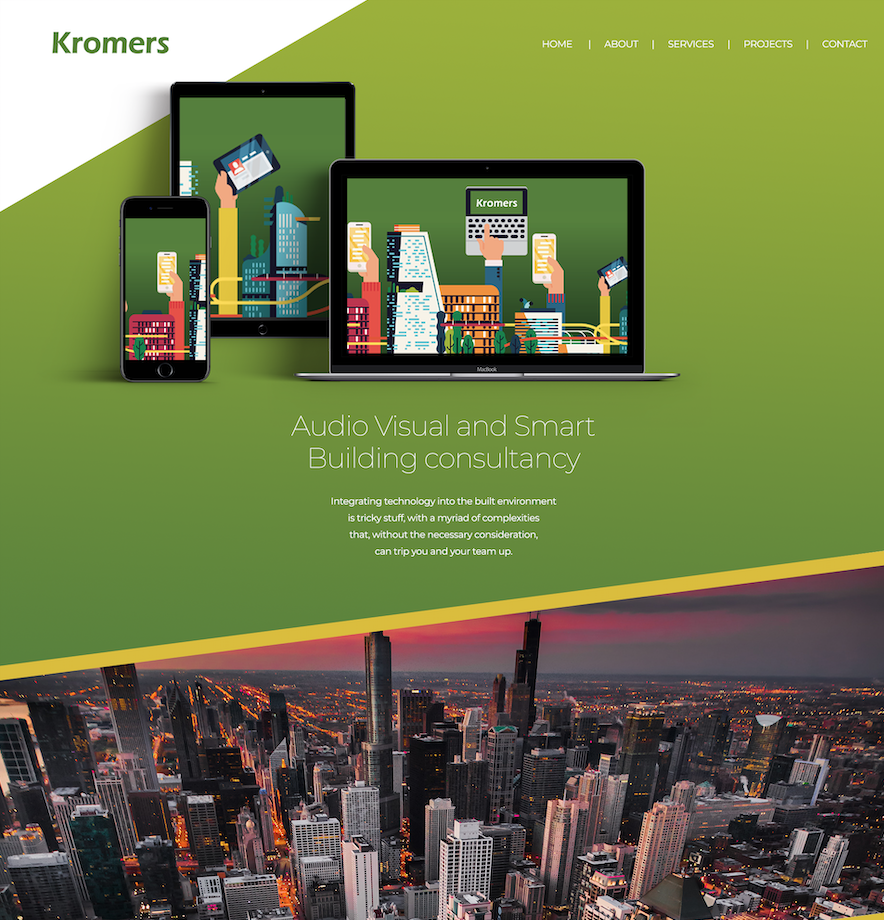 Kromers
HOME | ABOUT | SERVICES | PROJECTS | CONTACT
Kromers
MacBook
Audio Visual and Smart
Building consultancy
Integrating technology into the built environment
is tricky stuff, with a myriad of complexities
that, without the necessary consideration,
can trip you and your team up.